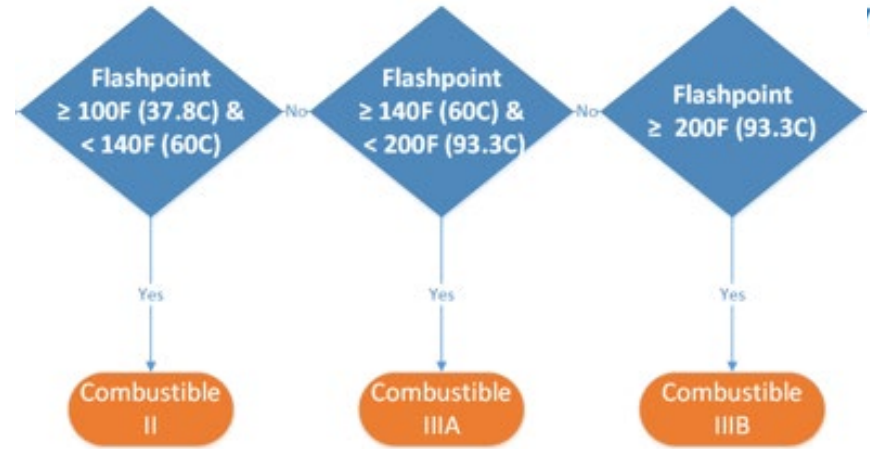 Flashpoint
≥ 100F (37.8C) &
< 140F (60C)
No
Flashpoint
≥ 140F (60C) &
< 200F (93.3C)
No
Flashpoint
≥ 200F (93.3C)
Yes
Yes
Yes
Combustible
II
Combustible
IIIA
Combustible
IIIB